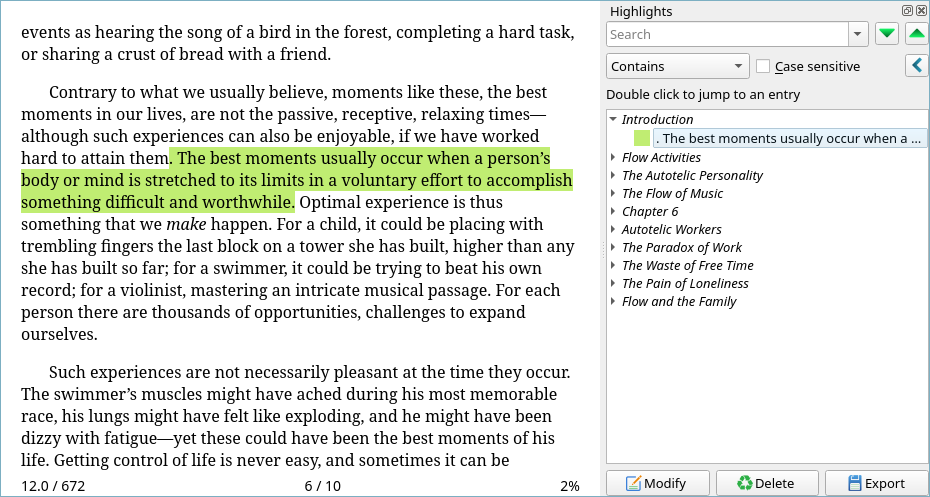 events as hearing the song of a bird in the forest, completing a hard task,
or sharing a crust of bread with a friend.
Contrary to what we usually believe, moments like these, the best
moments in our lives, are not the passive, receptive, relaxing times—
although such experiences can also be enjoyable, if we have worked
hard to attain them. The best moments usually occur when a person’s
body or mind is stretched to its limits in a voluntary effort to accomplish
something difficult and worthwhile. Optimal experience is thus
something that we make happen. For a child, it could be placing with
trembling fingers the last block on a tower she has built, higher than any
she has built so far; for a swimmer, it could be trying to beat his own
record; for a violinist, mastering an intricate musical passage. For each
person there are thousands of opportunities, challenges to expand
ourselves.
Such experiences are not necessarily pleasant at the time they occur.
The swimmer’s muscles might have ached during his most memorable
race, his lungs might have felt like exploding, and he might have been
dizzy with fatigue—yet these could have been the best moments of his
life. Getting control of life is never easy, and sometimes it can be
12.0 / 672
6 / 10
2%
Highlights
Search
Contains
Case sensitive
Double click to jump to an entry
Introduction
. The best moments usually occur when a ...
Flow Activities
The Autotelic Personality
The Flow of Music
Chapter 6
Autotelic Workers
The Paradox of Work
The Waste of Free Time
The Pain of Loneliness
Flow and the Family
Modify
Delete
Export